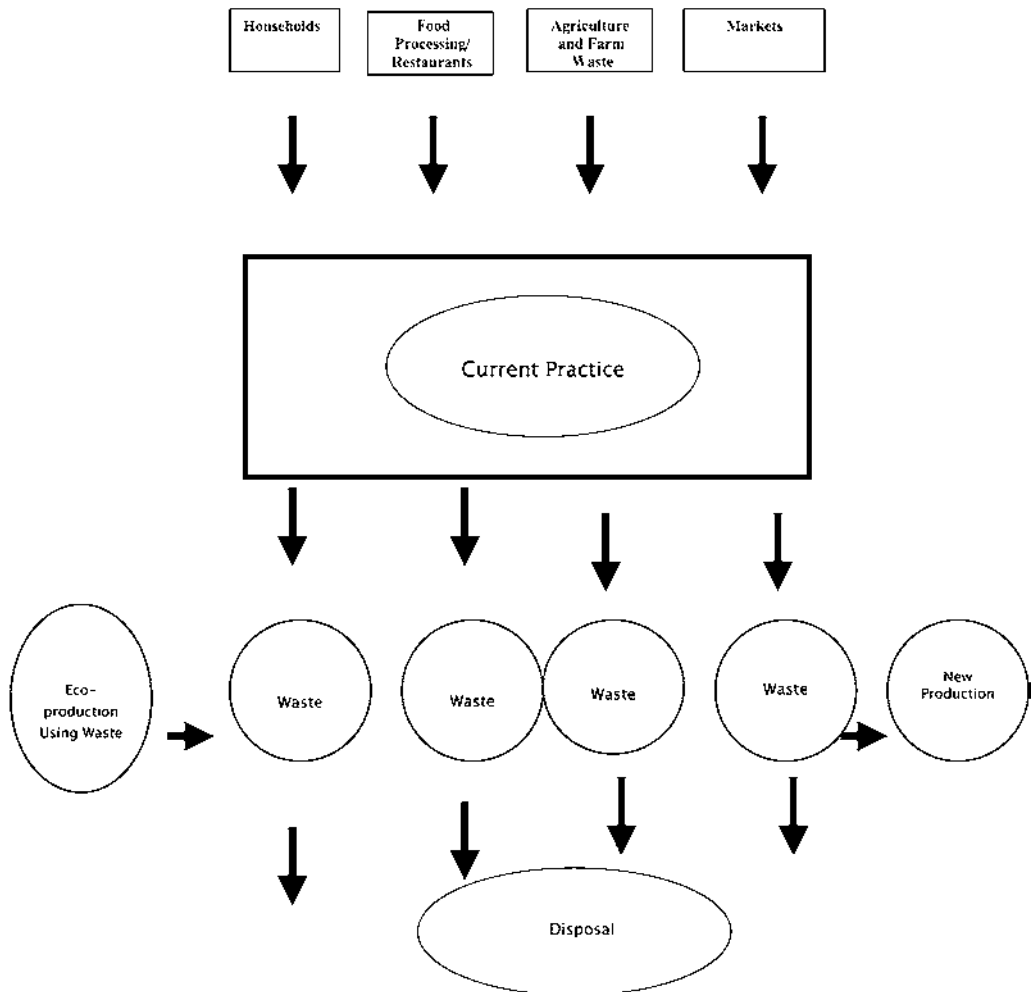 Households
Food
Processing/
Restaurants
Agriculture
and Farm
Waste
Markets
Current Practice
Eco-
production
Using Waste
Waste
Waste
Waste
Waste
New
Production
Disposal